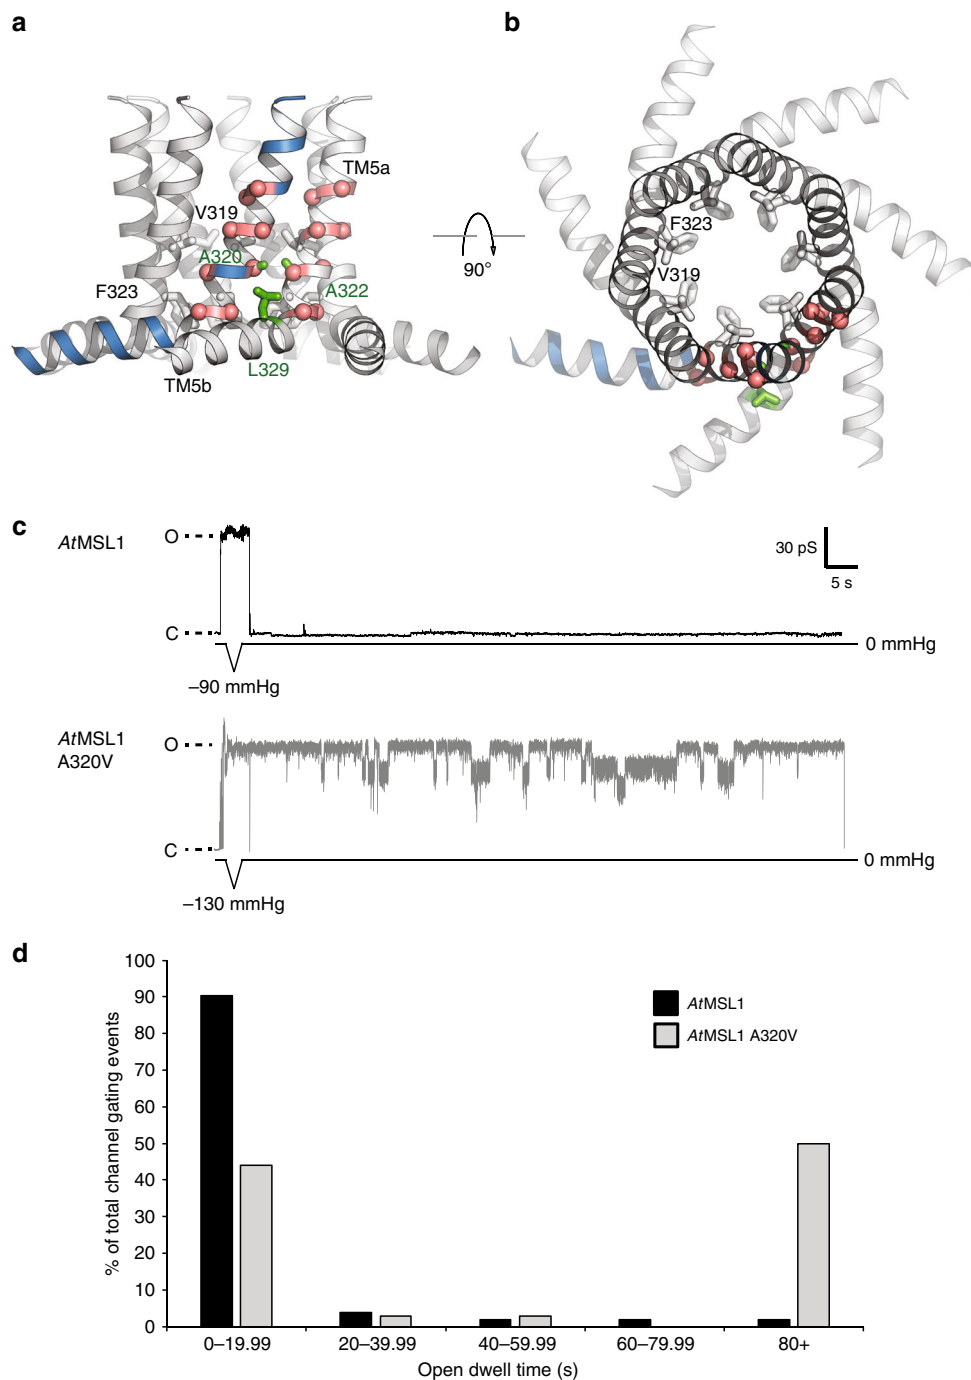 a
TM5a
V319
A320
F323
A322
TM5b
L329
90°
b
F323
V319
c
AtMSL1
O
C
30 pS
5 s
0 mmHg
–90 mmHg
AtMSL1
A320V
O
C
0 mmHg
–130 mmHg
d
% of total channel gating events
100
90
80
70
60
50
40
30
20
10
0
AtMSL1
AtMSL1 A320V
0–19.99
20–39.99
40–59.99
60–79.99
80+
Open dwell time (s)